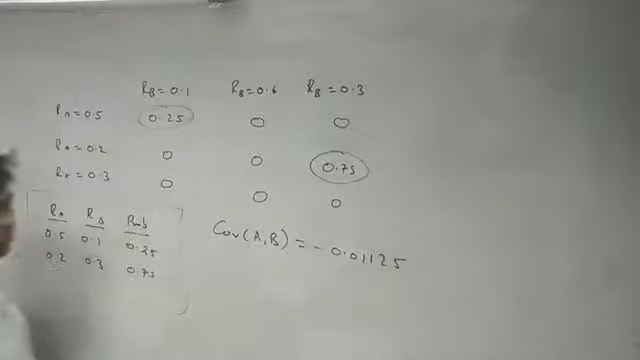 R_B=0.1 R_B=0.6 R_B=0.3
R_A=0.5 0.25 0 0
R_A=0.2 0 0 0.75
R_A=0.3 0 0 0
R_A R_B Prob
0.5 0.1 0.25
0.2 0.3 0.75
Cov(A,B) = -0.01125